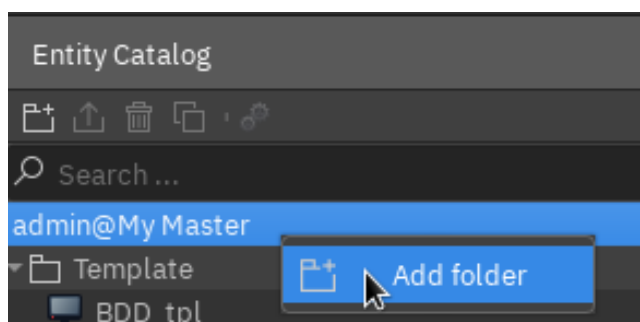 Entity Catalog
Search ...
admin@My Master
Template
Add folder
BDD_tpl